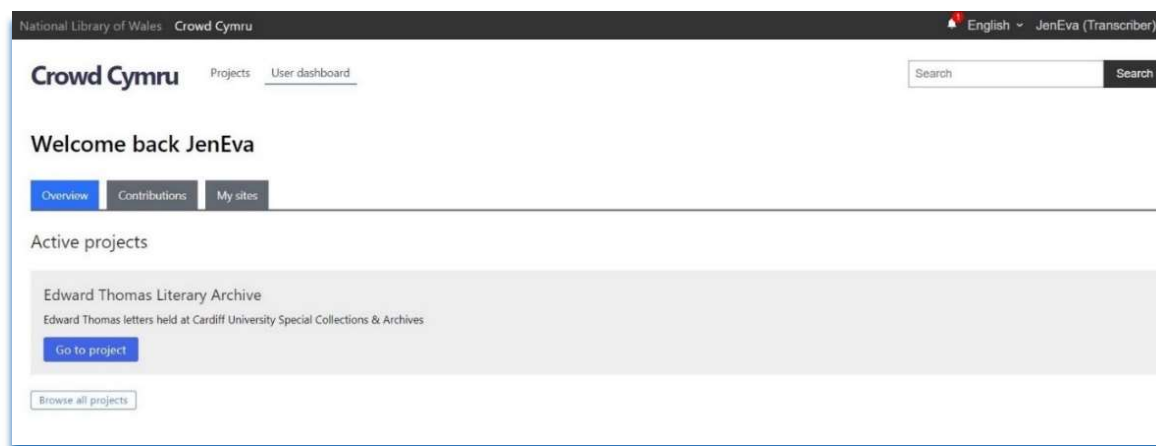 National Library of Wales Crowd Cymru 1 English JenEva (Transcriber)
Crowd Cymru Projects User dashboard Search Search
Welcome back JenEva
Overview Contributions My sites
Active projects
Edward Thomas Literary Archive
Edward Thomas letters held at Cardiff University Special Collections & Archives
Go to project
Browse all projects